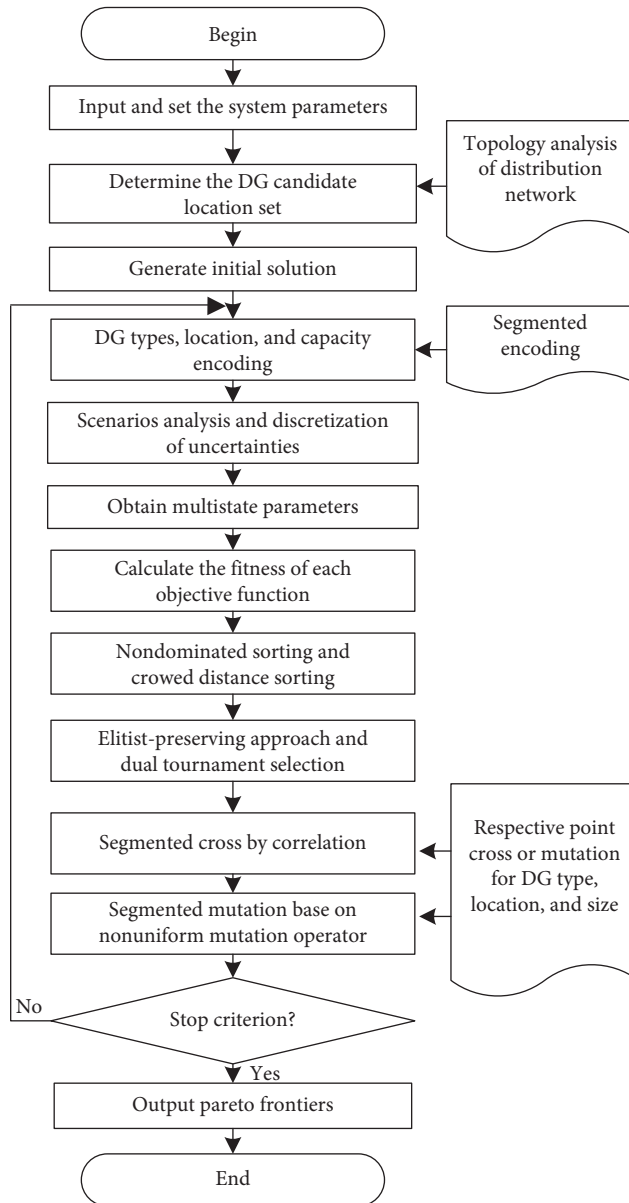 Begin
Input and set the system parameters
Topology analysis
of distribution
network
Determine the DG candidate
location set
Generate initial solution
DG types, location, and capacity
encoding
Segmented
encoding
Scenarios analysis and discretization
of uncertainties
Obtain multistate parameters
Calculate the fitness of each
objective function
Nondominated sorting and
crowed distance sorting
Elitist-preserving approach and
dual tournament selection
Segmented cross by correlation
Respective point
cross or mutation
for DG type,
location, and size
Segmented mutation base on
nonuniform mutation operator
No
Stop criterion?
Yes
Output pareto frontiers
End